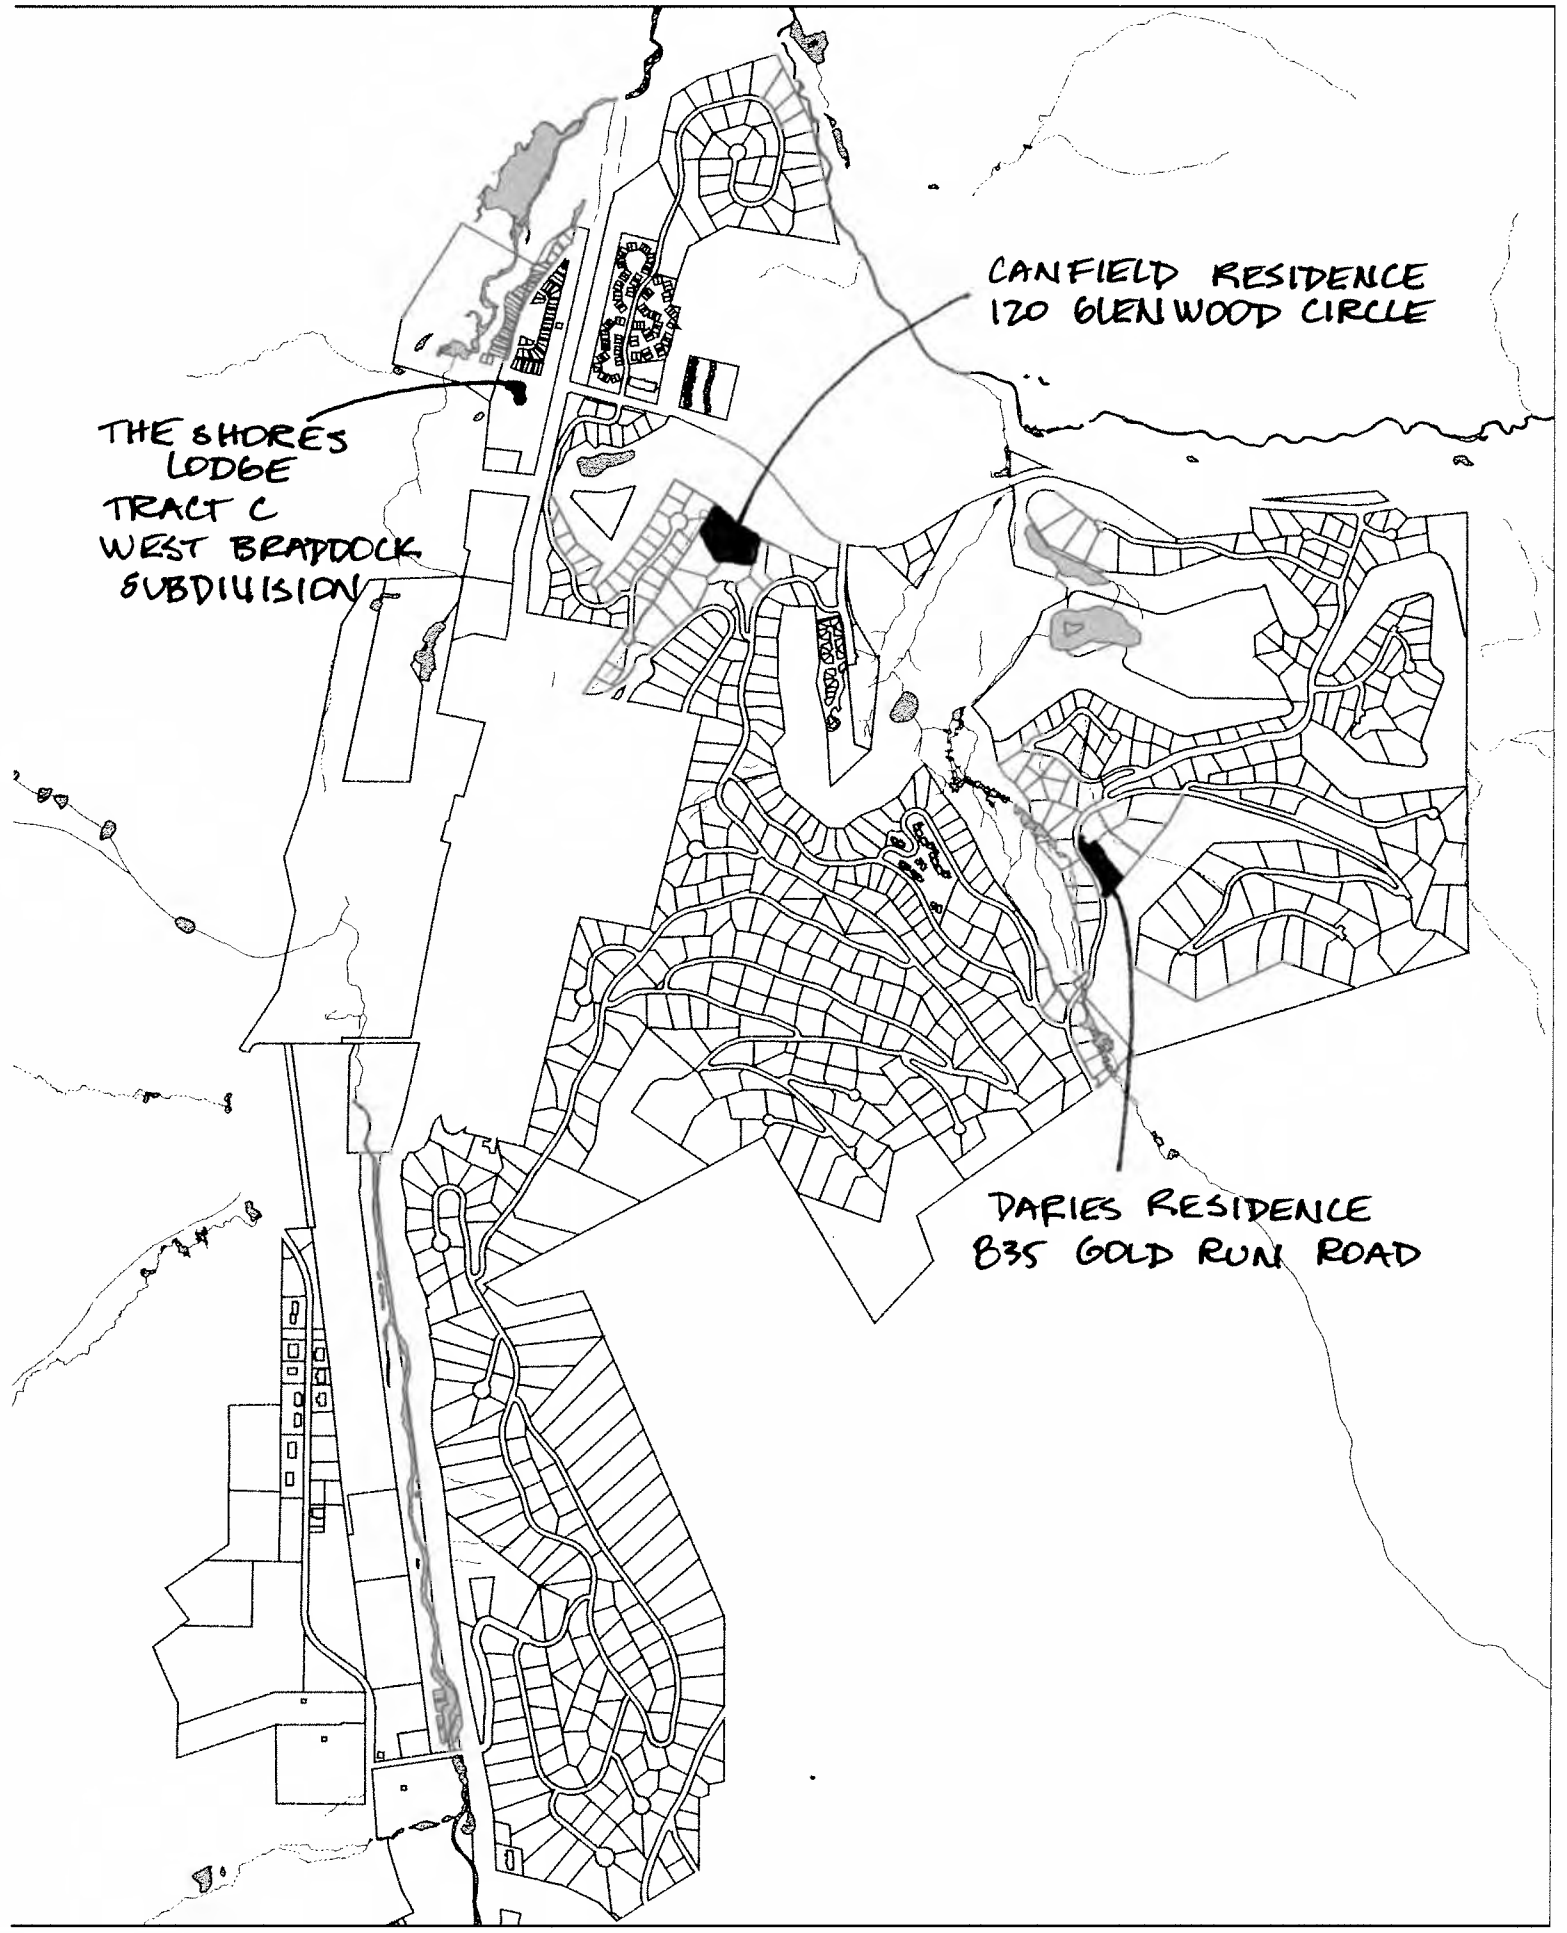 CANFIELD RESIDENCE
120 GLENWOOD CIRCLE
THE SHORES
LODGE
TRACT C
WEST BRADDOCK
SUBDIVISION
DARIES RESIDENCE
835 GOLD RUN ROAD